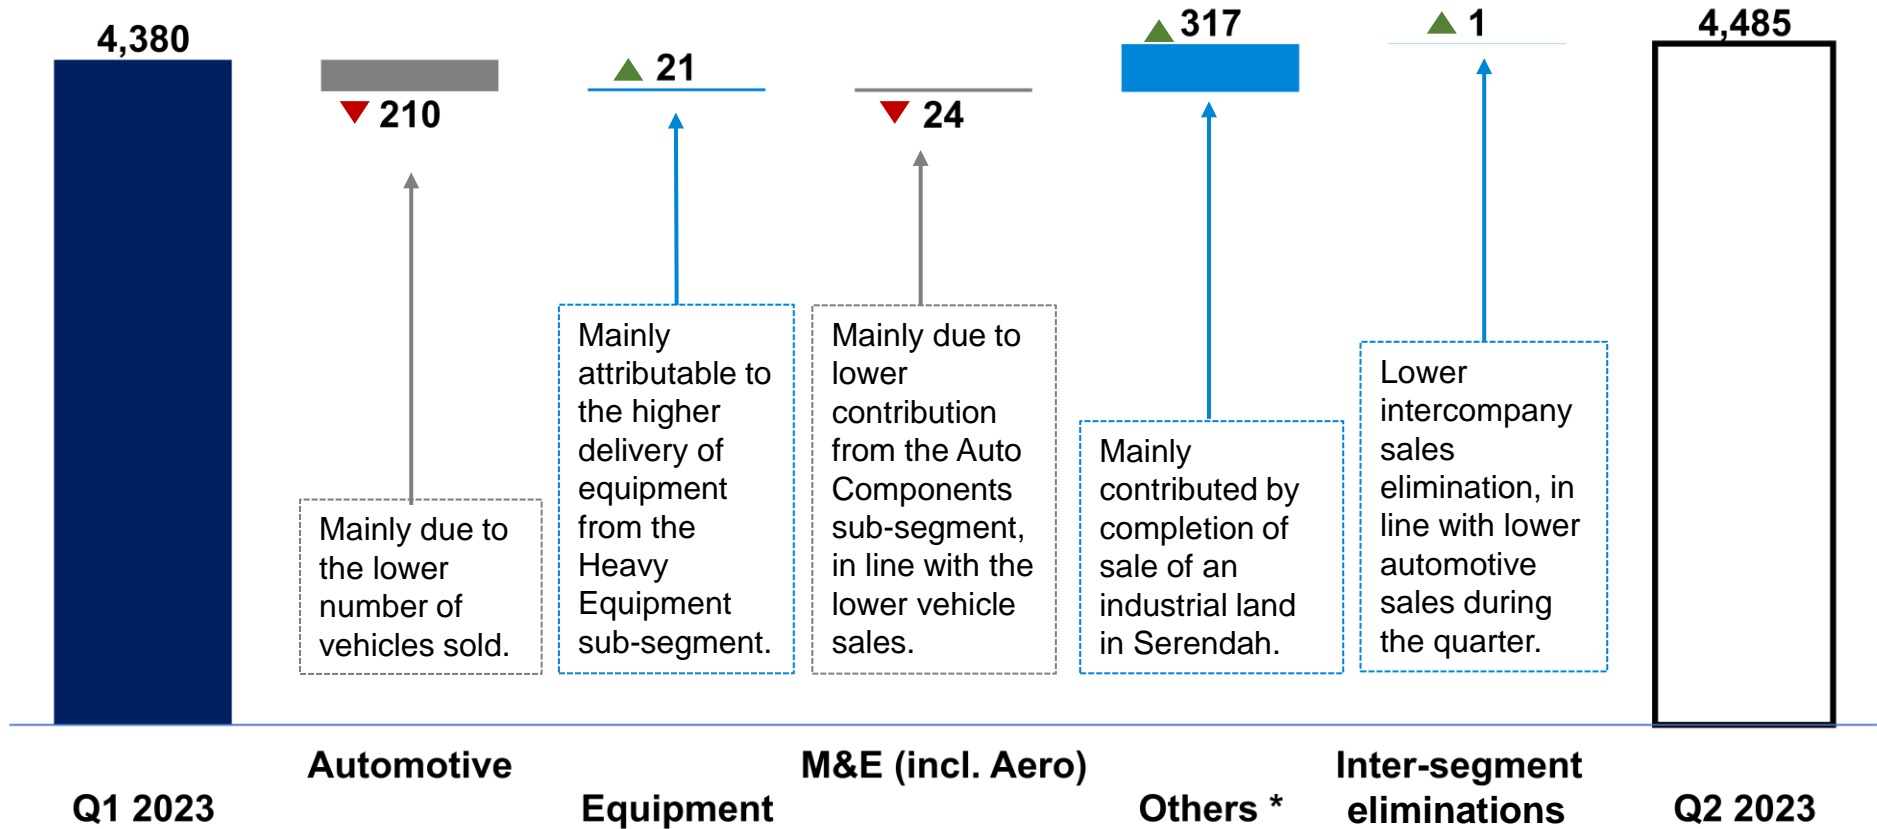 4,380
▼ 210
▲ 21
▼ 24
▲ 317
▲ 1
4,485
Mainly due to
the lower
number of
vehicles sold.
Mainly
attributable to
the higher
delivery of
equipment
from the
Heavy
Equipment
sub-segment.
Mainly due to
lower
contribution
from the Auto
Components
sub-segment,
in line with the
lower vehicle
sales.
Mainly
contributed by
completion of
sale of an
industrial land
in Serendah.
Lower
intercompany
sales
elimination, in
line with lower
automotive
sales during
the quarter.
Q1 2023
Automotive
Equipment
M&E (incl. Aero)
Others *
Inter-segment
eliminations
Q2 2023